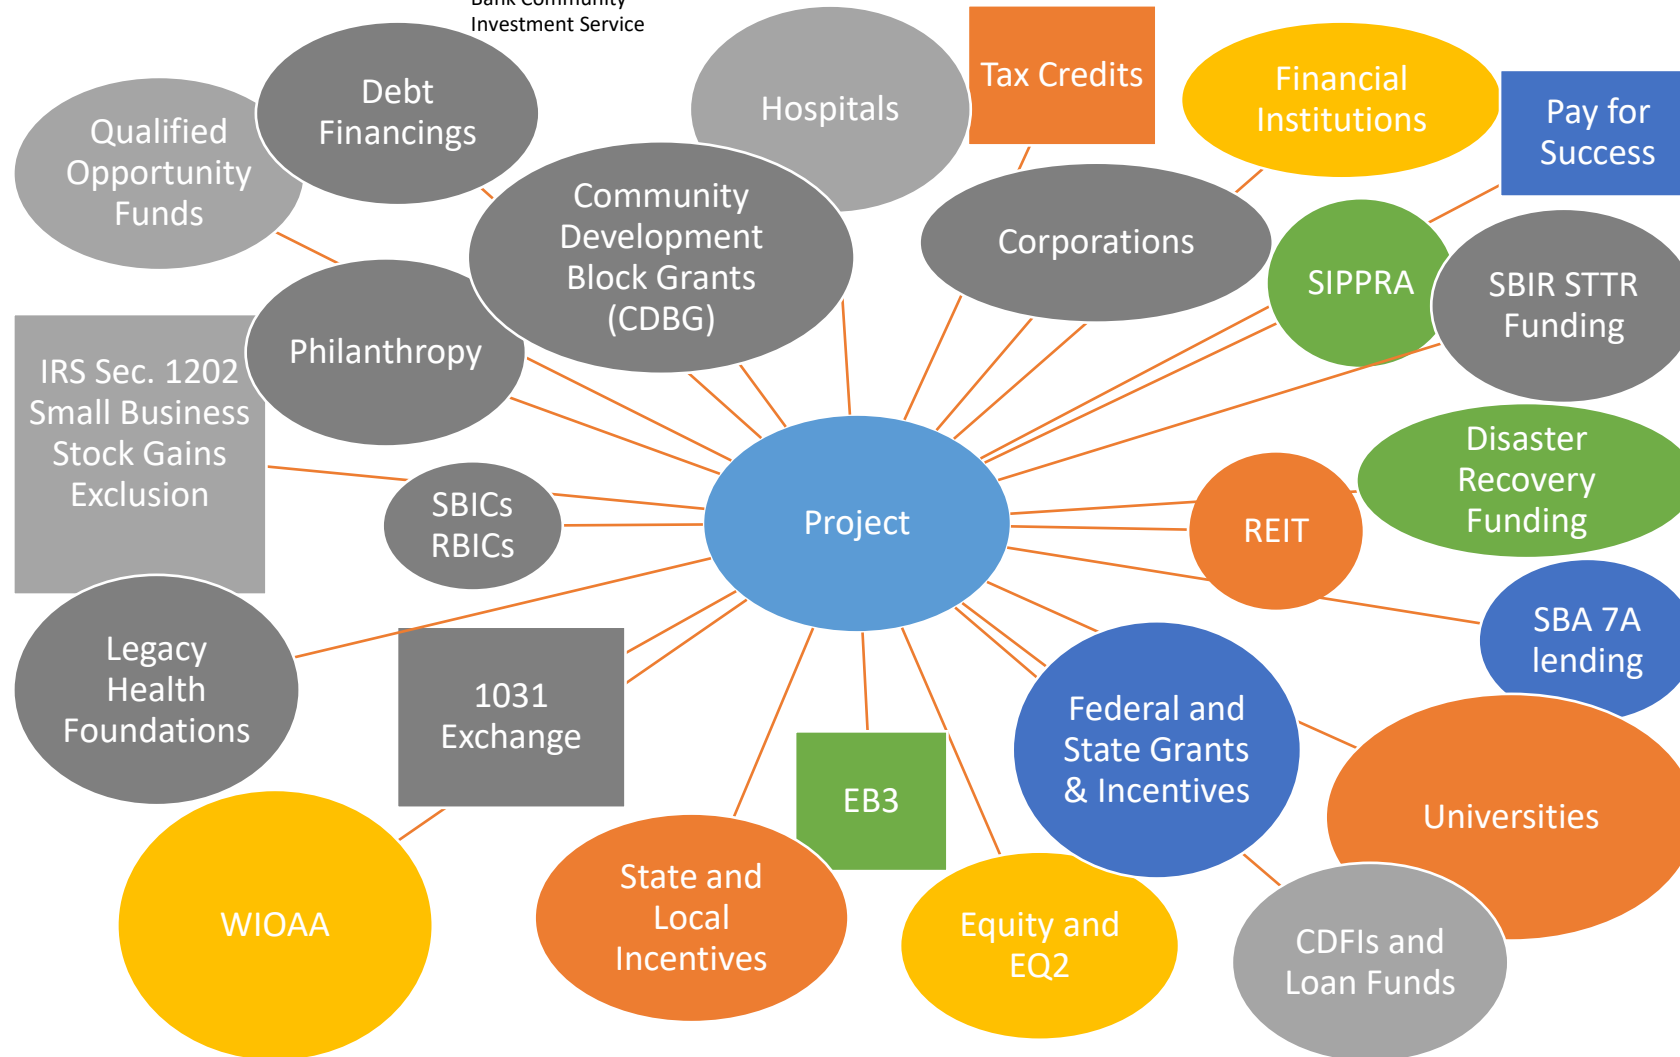 Bank Community
Investment Service
Debt
Financings
Hospitals
Tax Credits
Financial
Institutions
Pay for
Success
Qualified
Opportunity
Funds
Community
Development
Block Grants
(CDBG)
Corporations
SIPPRA
SBIR STTR
Funding
Philanthropy
IRS Sec. 1202
Small Business
Stock Gains
Exclusion
SBICs
RBICs
Project
REIT
Disaster
Recovery
Funding
SBA 7A
lending
Legacy
Health
Foundations
1031
Exchange
EB3
Federal and
State Grants
& Incentives
Universities
WIOAA
State and
Local
Incentives
Equity and
EQ2
CDFIs and
Loan Funds